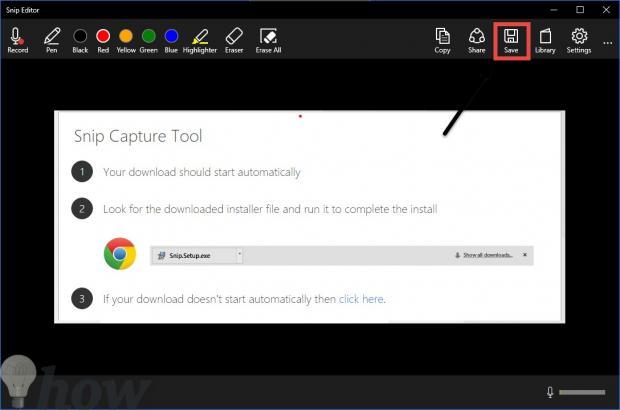 Snip Editor
Record Pen Black Red Yellow Green Blue Highlighter Eraser Erase All Copy Share Save Library Settings ...
Snip Capture Tool
1 Your download should start automatically
2 Look for the downloaded installer file and run it to complete the install
Snip.Setup.exe Show all downloads...
3 If your download doesn't start automatically then click here.
how